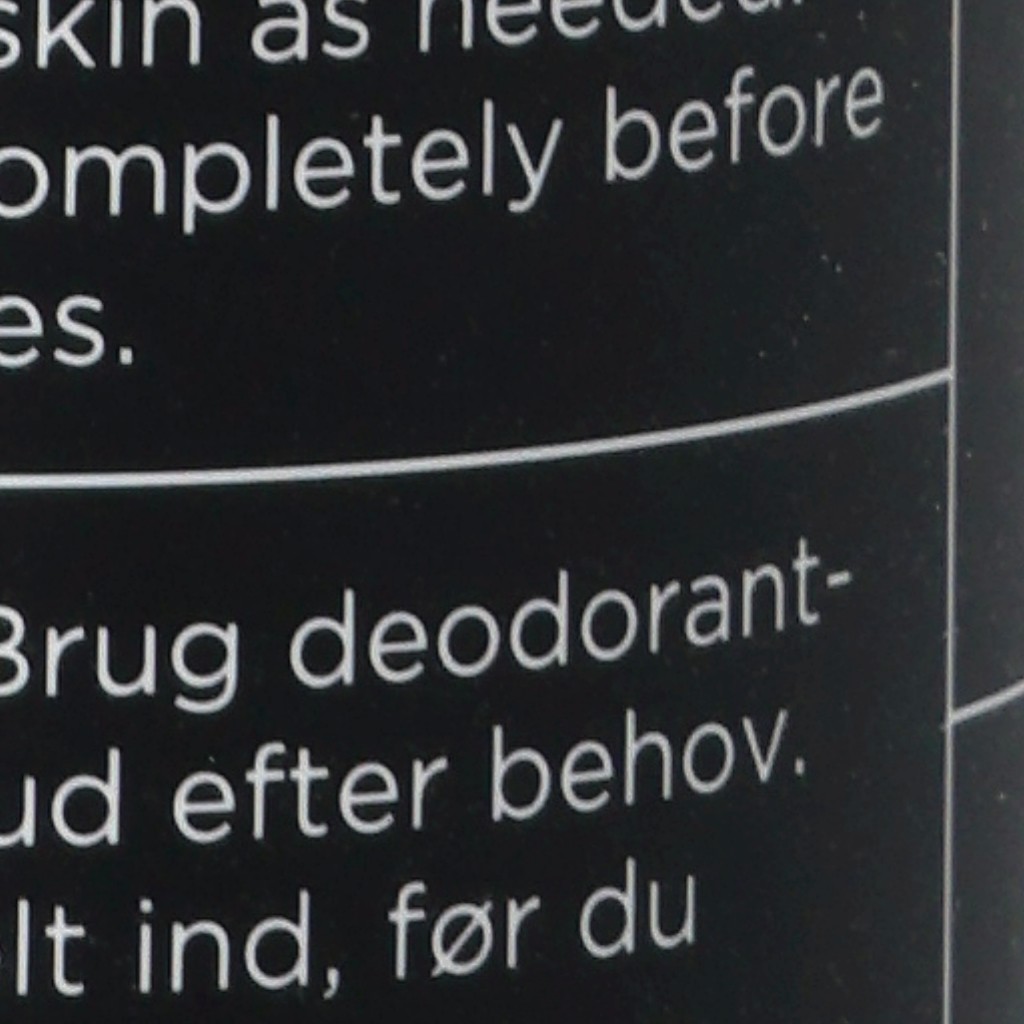 skin as needed.
ompletely before
es.
Brug deodorant-
ud efter behov.
lt ind, før du